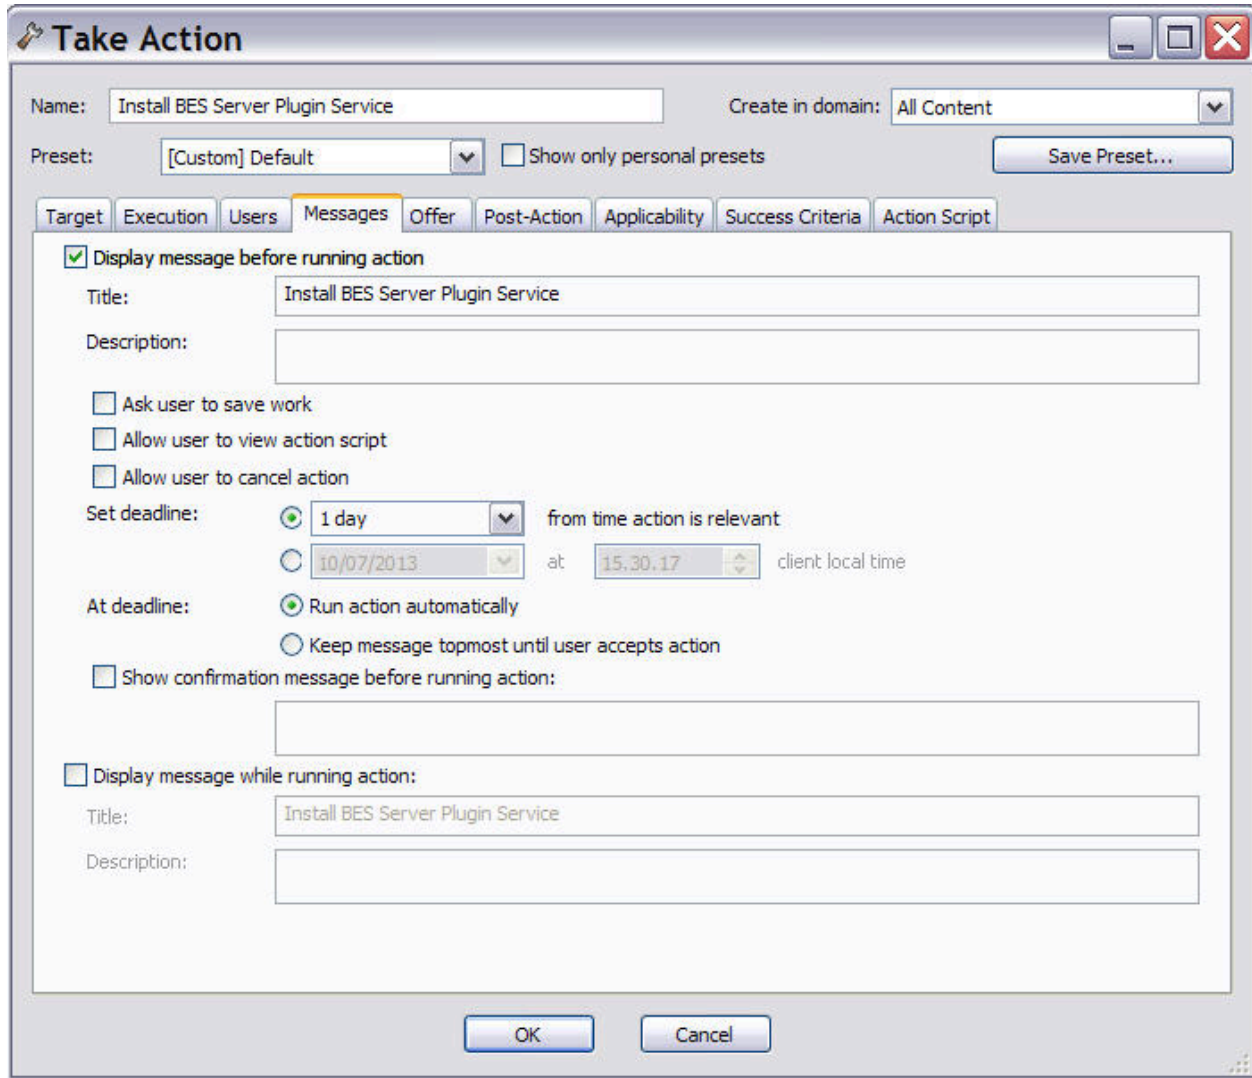 Take Action
Name: Install BES Server Plugin Service Create in domain: All Content
Preset: [Custom] Default Show only personal presets Save Preset...
Target Execution Users Messages Offer Post-Action Applicability Success Criteria Action Script
Display message before running action
Title: Install BES Server Plugin Service
Description:
Ask user to save work
Allow user to view action script
Allow user to cancel action
Set deadline: 1 day from time action is relevant
10/07/2013 at 15.30.17 client local time
At deadline: Run action automatically
Keep message topmost until user accepts action
Show confirmation message before running action:
Display message while running action:
Title: Install BES Server Plugin Service
Description:
OK Cancel